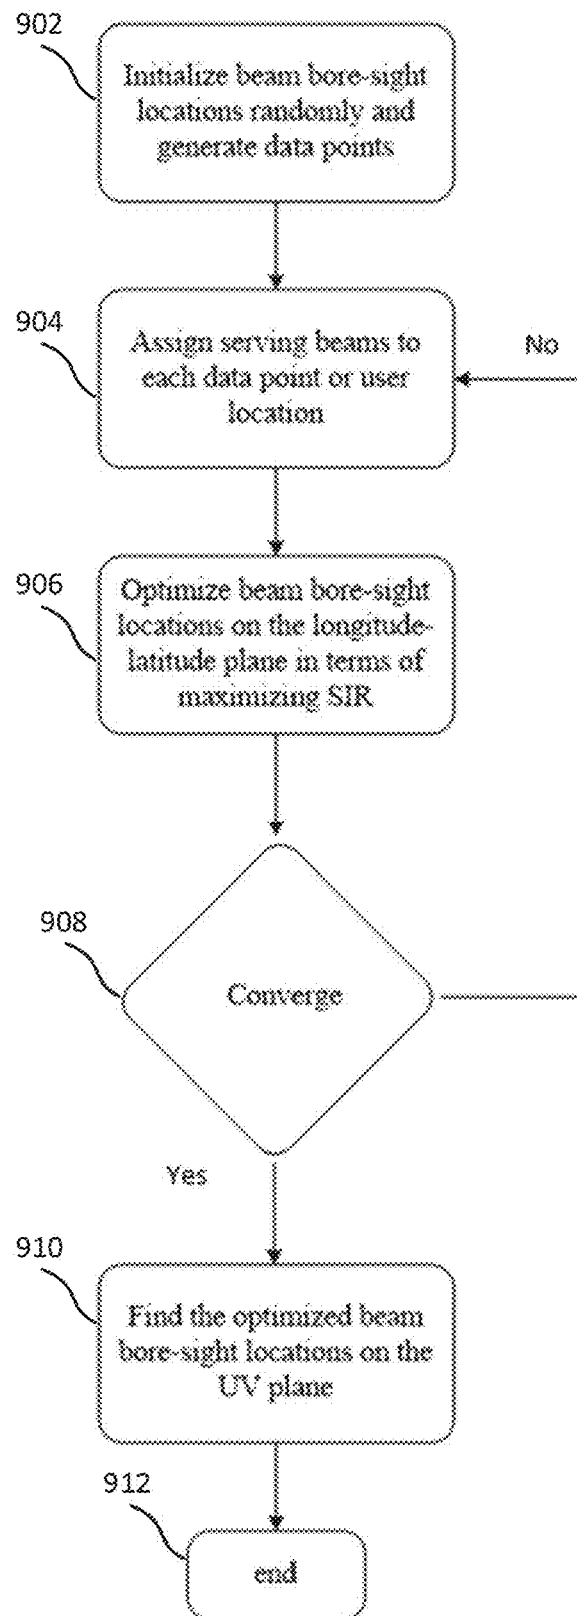 902
Initialize beam bore-sight
locations randomly and
generate data points
904
Assign serving beams to
each data point or user
location
No
906
Optimize beam bore-sight
locations on the longitude-
latitude plane in terms of
maximizing SIR
908
Converge
Yes
910
Find the optimized beam
bore-sight locations on the
UV plane
912
end